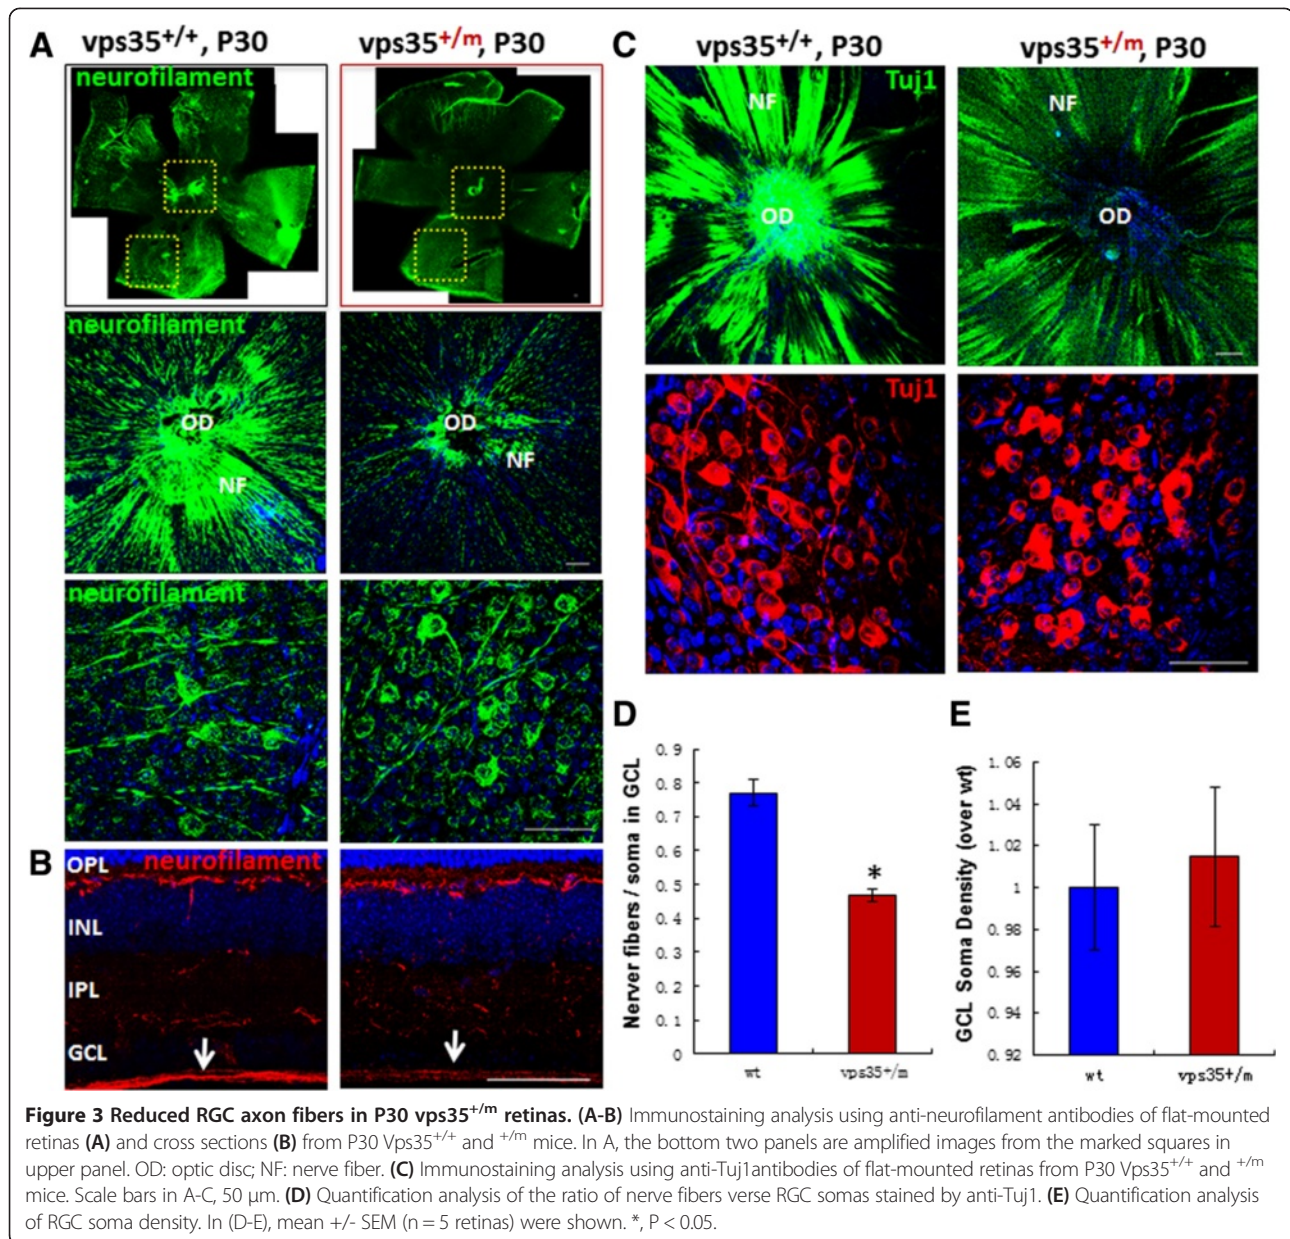 A
vps35+/+, P30
vps35+/m, P30
neurofilament
neurofilament
OD
NF
OD
NF
neurofilament
B
neurofilament
OPL
INL
IPL
GCL
C
vps35+/+, P30
vps35+/m, P30
Tuj1
NF
OD
NF
OD
Tuj1
D
Nerver fibers / soma in GCL
0.9
0.8
0.7
0.6
0.5
0.4
0.3
0.2
0.1
0
*
wt
vps35+/m
E
GCL Soma Density (over wt)
1.06
1.04
1.02
1
0.98
0.96
0.94
0.92
wt
vps35+/m
Figure 3 Reduced RGC axon fibers in P30 vps35+/m retinas. (A-B) Immunostaining analysis using anti-neurofilament antibodies of flat-mounted
retinas (A) and cross sections (B) from P30 Vps35+/+ and +/m mice. In A, the bottom two panels are amplified images from the marked squares in
upper panel. OD: optic disc; NF: nerve fiber. (C) Immunostaining analysis using anti-Tuj1antibodies of flat-mounted retinas from P30 Vps35+/+ and +/m
mice. Scale bars in A-C, 50 μm. (D) Quantification analysis of the ratio of nerve fibers verse RGC somas stained by anti-Tuj1. (E) Quantification analysis
of RGC soma density. In (D-E), mean +/- SEM (n = 5 retinas) were shown. *, P < 0.05.